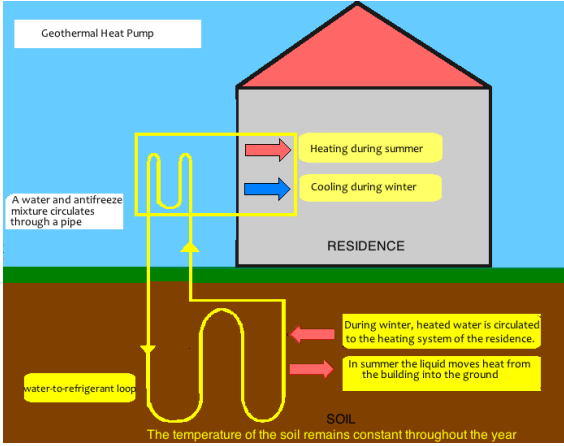 Geothermal Heat Pump
Heating during summer
Cooling during winter
A water and antifreeze
mixture circulates
through a pipe
RESIDENCE
During winter, heated water is circulated
to the heating system of the residence.
In summer the liquid moves heat from
the building into the ground
water-to-refrigerant loop
SOIL
The temperature of the soil remains constant throughout the year